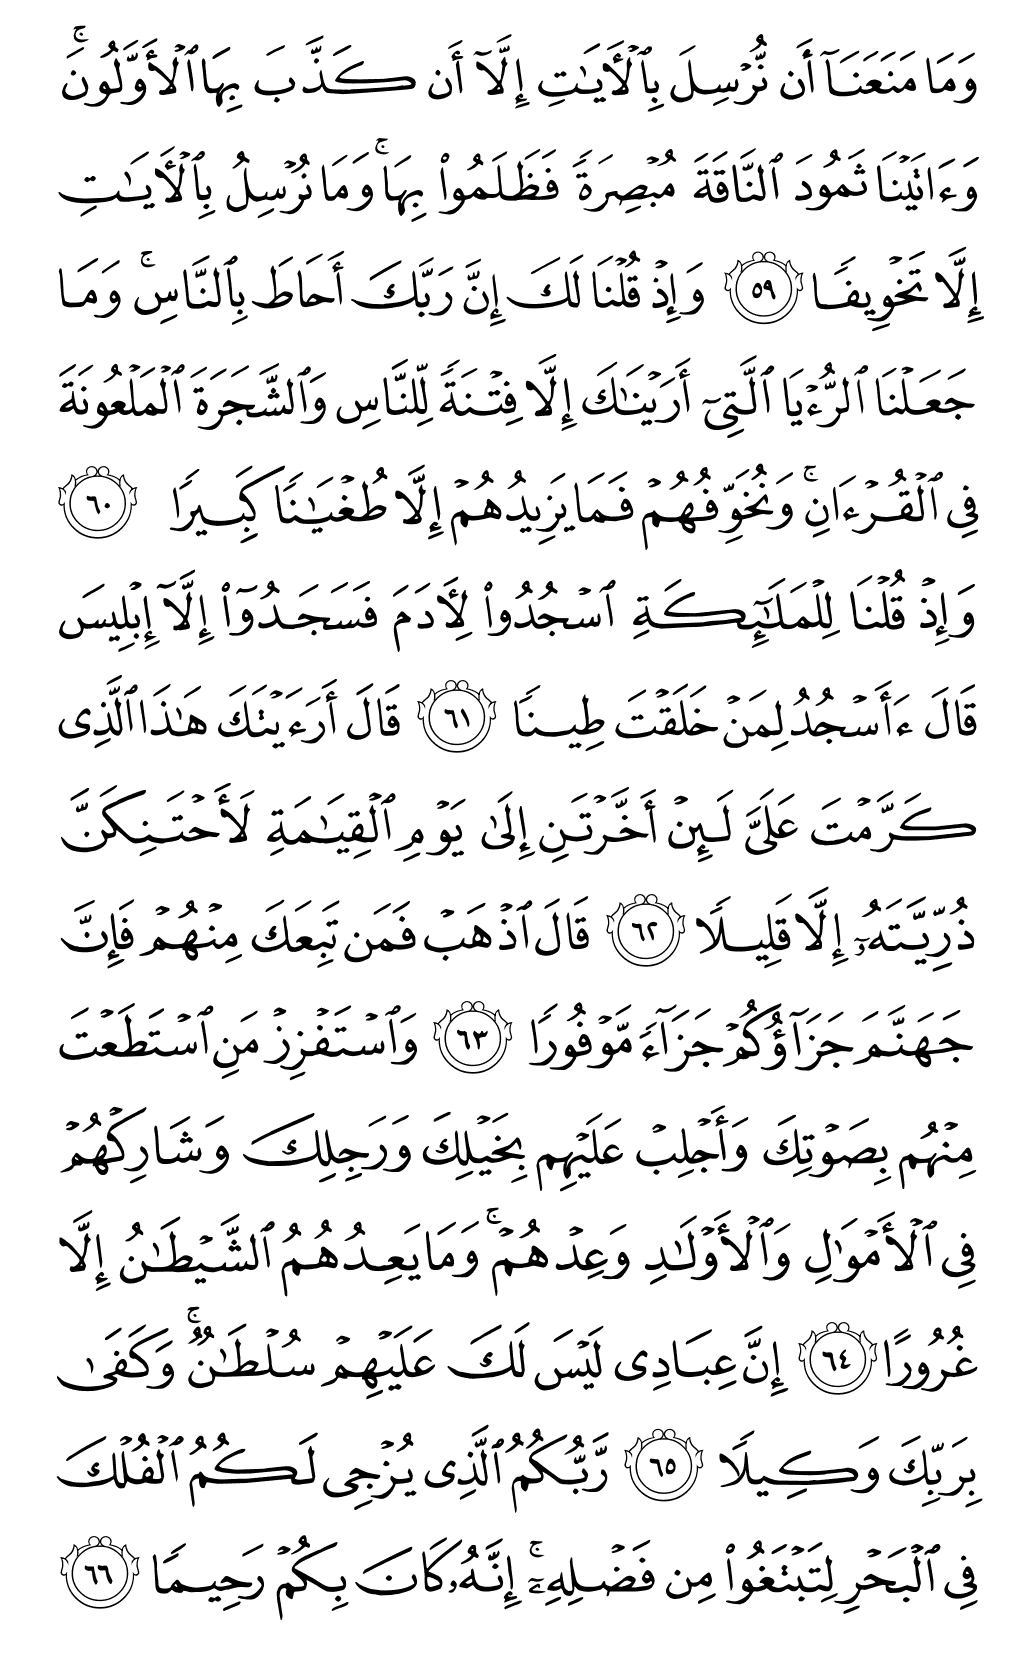 وَمَا مَنَعَنَآ أَن نُّرۡسِلَ بِٱلۡأٓيَٰتِ إِلَّآ أَن كَذَّبَ بِهَا ٱلۡأَوَّلُونَۚ
وَءَاتَيۡنَا ثَمُودَ ٱلنَّاقَةَ مُبۡصِرَةٗ فَظَلَمُواْ بِهَاۚ وَمَا نُرۡسِلُ بِٱلۡأٓيَٰتِ
إِلَّا تَخۡوِيفٗا ٥٩ وَإِذۡ قُلۡنَا لَكَ إِنَّ رَبَّكَ أَحَاطَ بِٱلنَّاسِۚ وَمَا
جَعَلۡنَا ٱلرُّءۡيَا ٱلَّتِيٓ أَرَيۡنَٰكَ إِلَّا فِتۡنَةٗ لِّلنَّاسِ وَٱلشَّجَرَةَ ٱلۡمَلۡعُونَةَ
فِي ٱلۡقُرۡءَانِۚ وَنُخَوِّفُهُمۡ فَمَا يَزِيدُهُمۡ إِلَّا طُغۡيَٰنٗا كَبِيرٗا ٦٠
وَإِذۡ قُلۡنَا لِلۡمَلَٰٓئِكَةِ ٱسۡجُدُواْ لِأٓدَمَ فَسَجَدُوٓاْ إِلَّآ إِبۡلِيسَ
قَالَ ءَأَسۡجُدُ لِمَنۡ خَلَقۡتَ طِينٗا ٦١ قَالَ أَرَءَيۡتَكَ هَٰذَا ٱلَّذِي
كَرَّمۡتَ عَلَيَّ لَئِنۡ أَخَّرۡتَنِ إِلَىٰ يَوۡمِ ٱلۡقِيَٰمَةِ لَأَحۡتَنِكَنَّ
ذُرِّيَّتَهُۥٓ إِلَّا قَلِيلٗا ٦٢ قَالَ ٱذۡهَبۡ فَمَن تَبِعَكَ مِنۡهُمۡ فَإِنَّ
جَهَنَّمَ جَزَآؤُكُمۡ جَزَآءٗ مَّوۡفُورٗا ٦٣ وَٱسۡتَفۡزِزۡ مَنِ ٱسۡتَطَعۡتَ
مِنۡهُم بِصَوۡتِكَ وَأَجۡلِبۡ عَلَيۡهِم بِخَيۡلِكَ وَرَجِلِكَ وَشَارِكۡهُمۡ
فِي ٱلۡأَمۡوَٰلِ وَٱلۡأَوۡلَٰدِ وَعِدۡهُمۡۚ وَمَا يَعِدُهُمُ ٱلشَّيۡطَٰنُ إِلَّا
غُرُورًا ٦٤ إِنَّ عِبَادِي لَيۡسَ لَكَ عَلَيۡهِمۡ سُلۡطَٰنٞۚ وَكَفَىٰ
بِرَبِّكَ وَكِيلٗا ٦٥ رَّبُّكُمُ ٱلَّذِي يُزۡجِي لَكُمُ ٱلۡفُلۡكَ
فِي ٱلۡبَحۡرِ لِتَبۡتَغُواْ مِن فَضۡلِهِۦٓۚ إِنَّهُۥ كَانَ بِكُمۡ رَحِيمٗا ٦٦